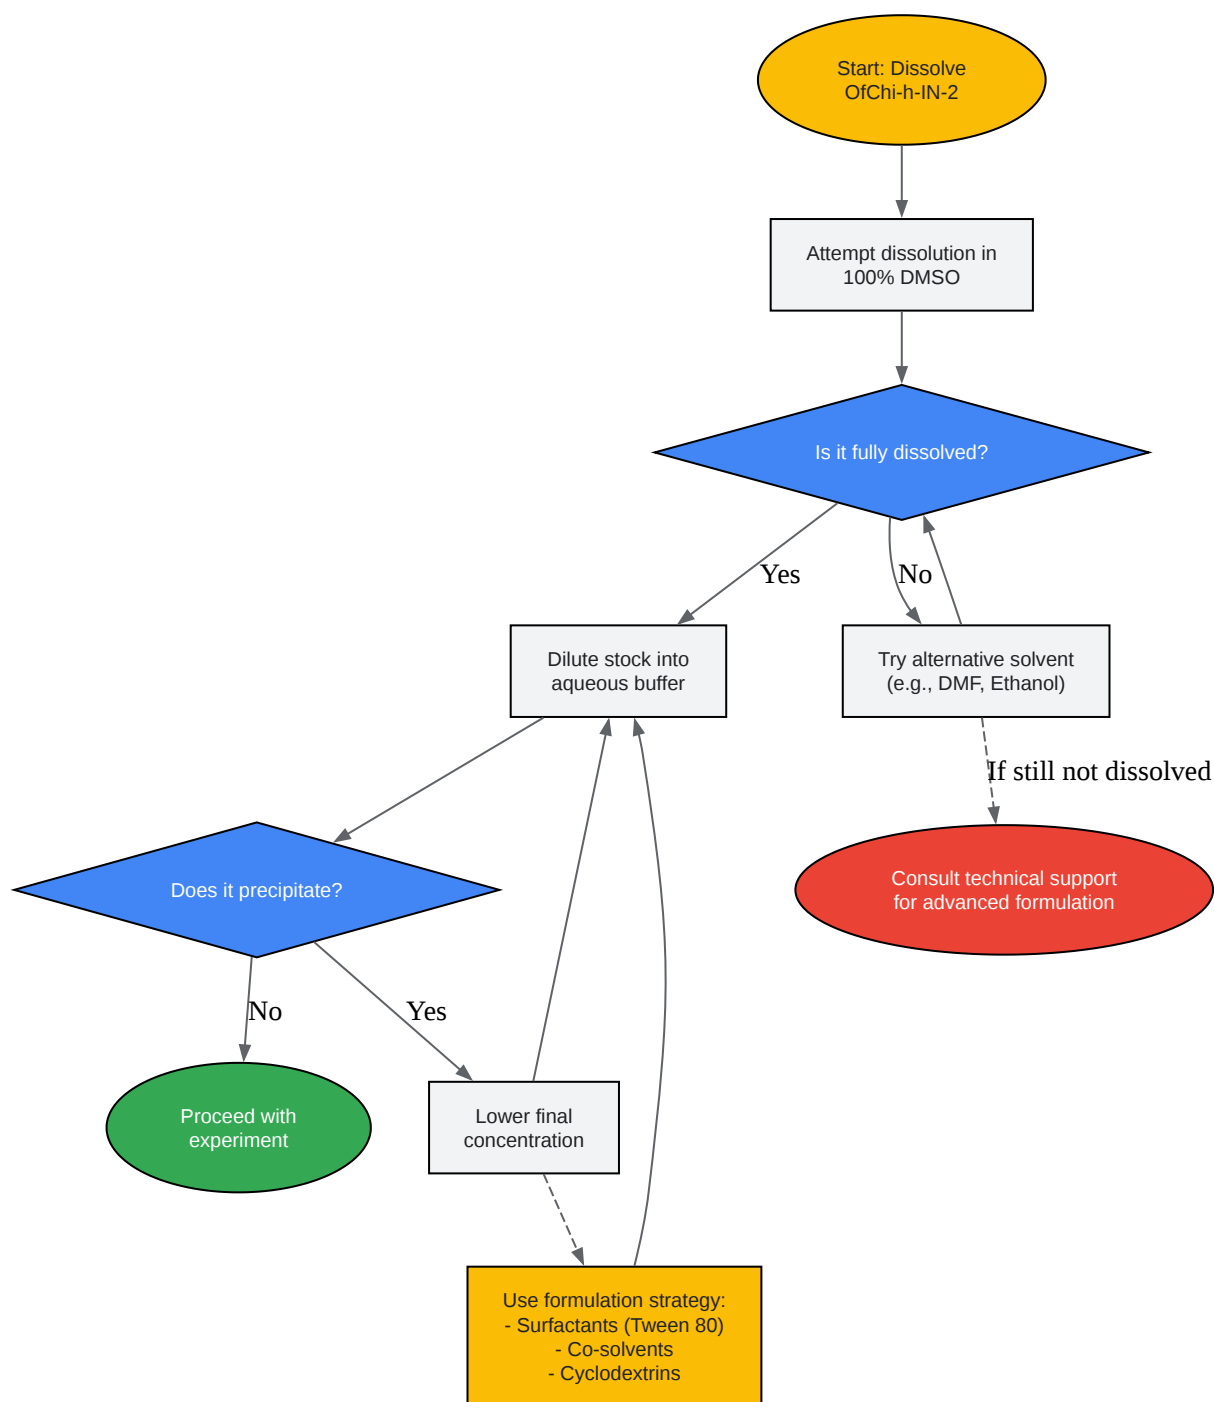 Start: Dissolve
OfChi-h-IN-2
Attempt dissolution in
100% DMSO
Is it fully dissolved?
Yes
No
Dilute stock into
aqueous buffer
Try alternative solvent
(e.g., DMF, Ethanol)
If still not dissolved
Does it precipitate?
Consult technical support
for advanced formulation
No
Yes
Proceed with
experiment
Lower final
concentration
Use formulation strategy:
- Surfactants (Tween 80)
- Co-solvents
- Cyclodextrins